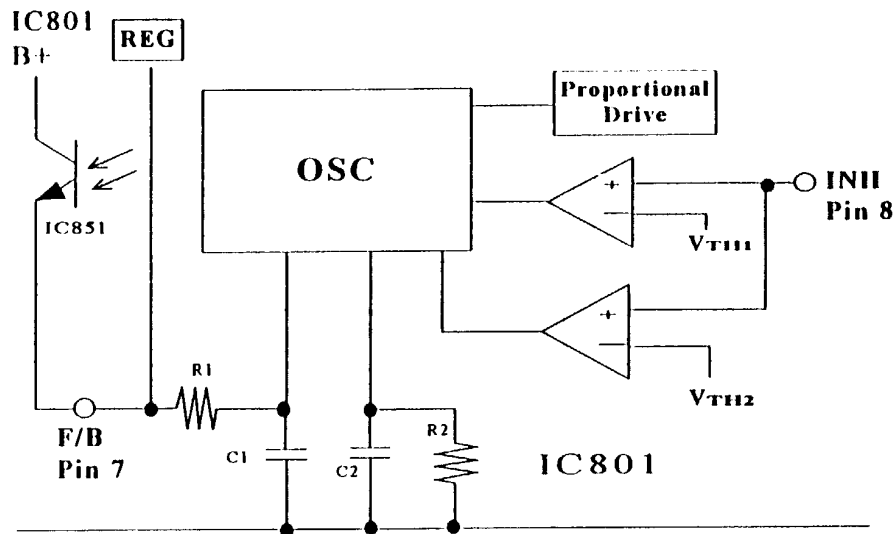 IC801
B+
REG
OSC
Proportional
Drive
+
−
VTH1
INH
Pin 8
IC851
+
−
VTH2
R1
F/B
Pin 7
C1
C2
R2
IC801